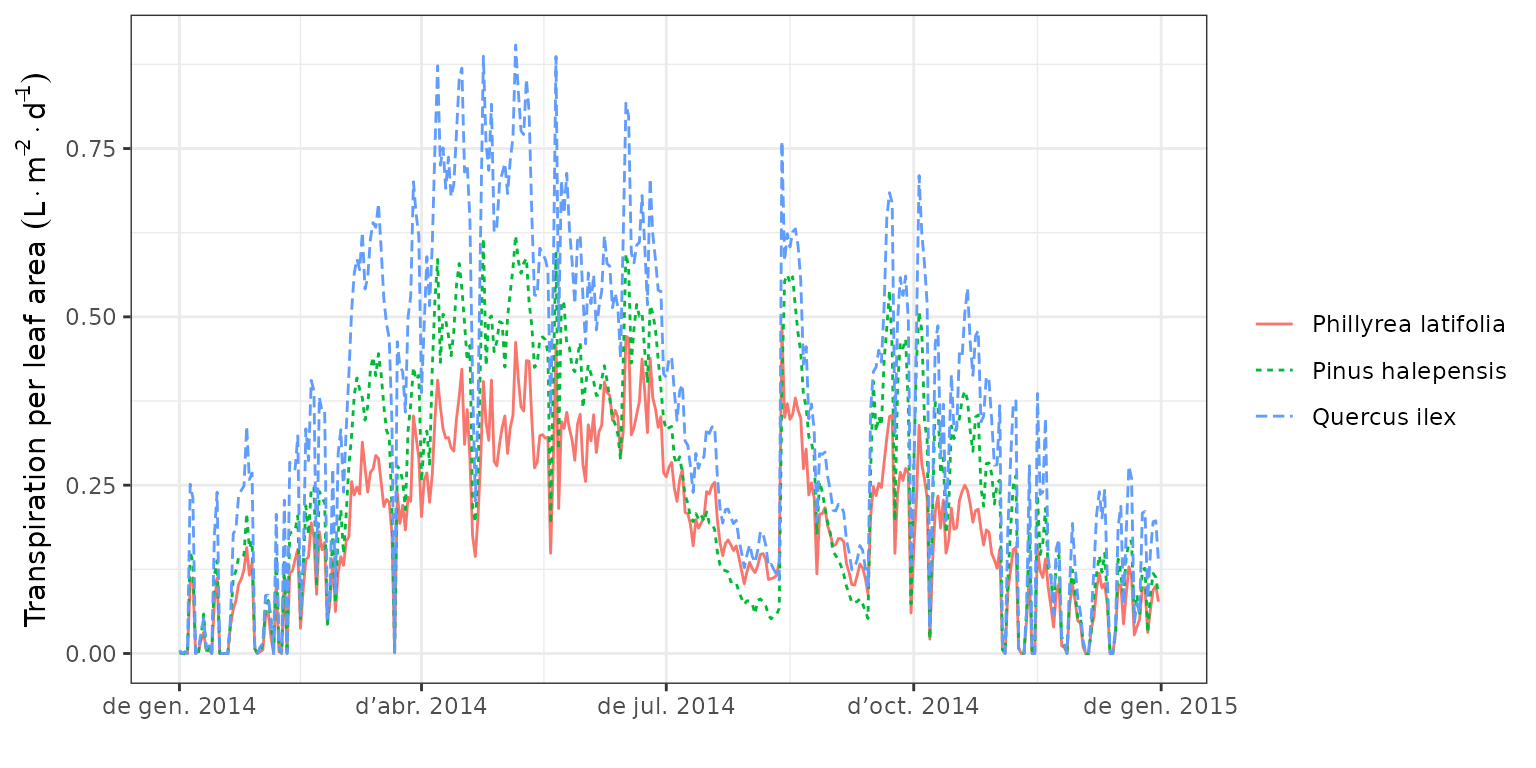 Transpiration per leaf area (L · m⁻² · d⁻¹)
0.75
0.50
0.25
0.00
de gen. 2014
d’abr. 2014
de jul. 2014
d’oct. 2014
de gen. 2015
Phillyrea latifolia
Pinus halepensis
Quercus ilex